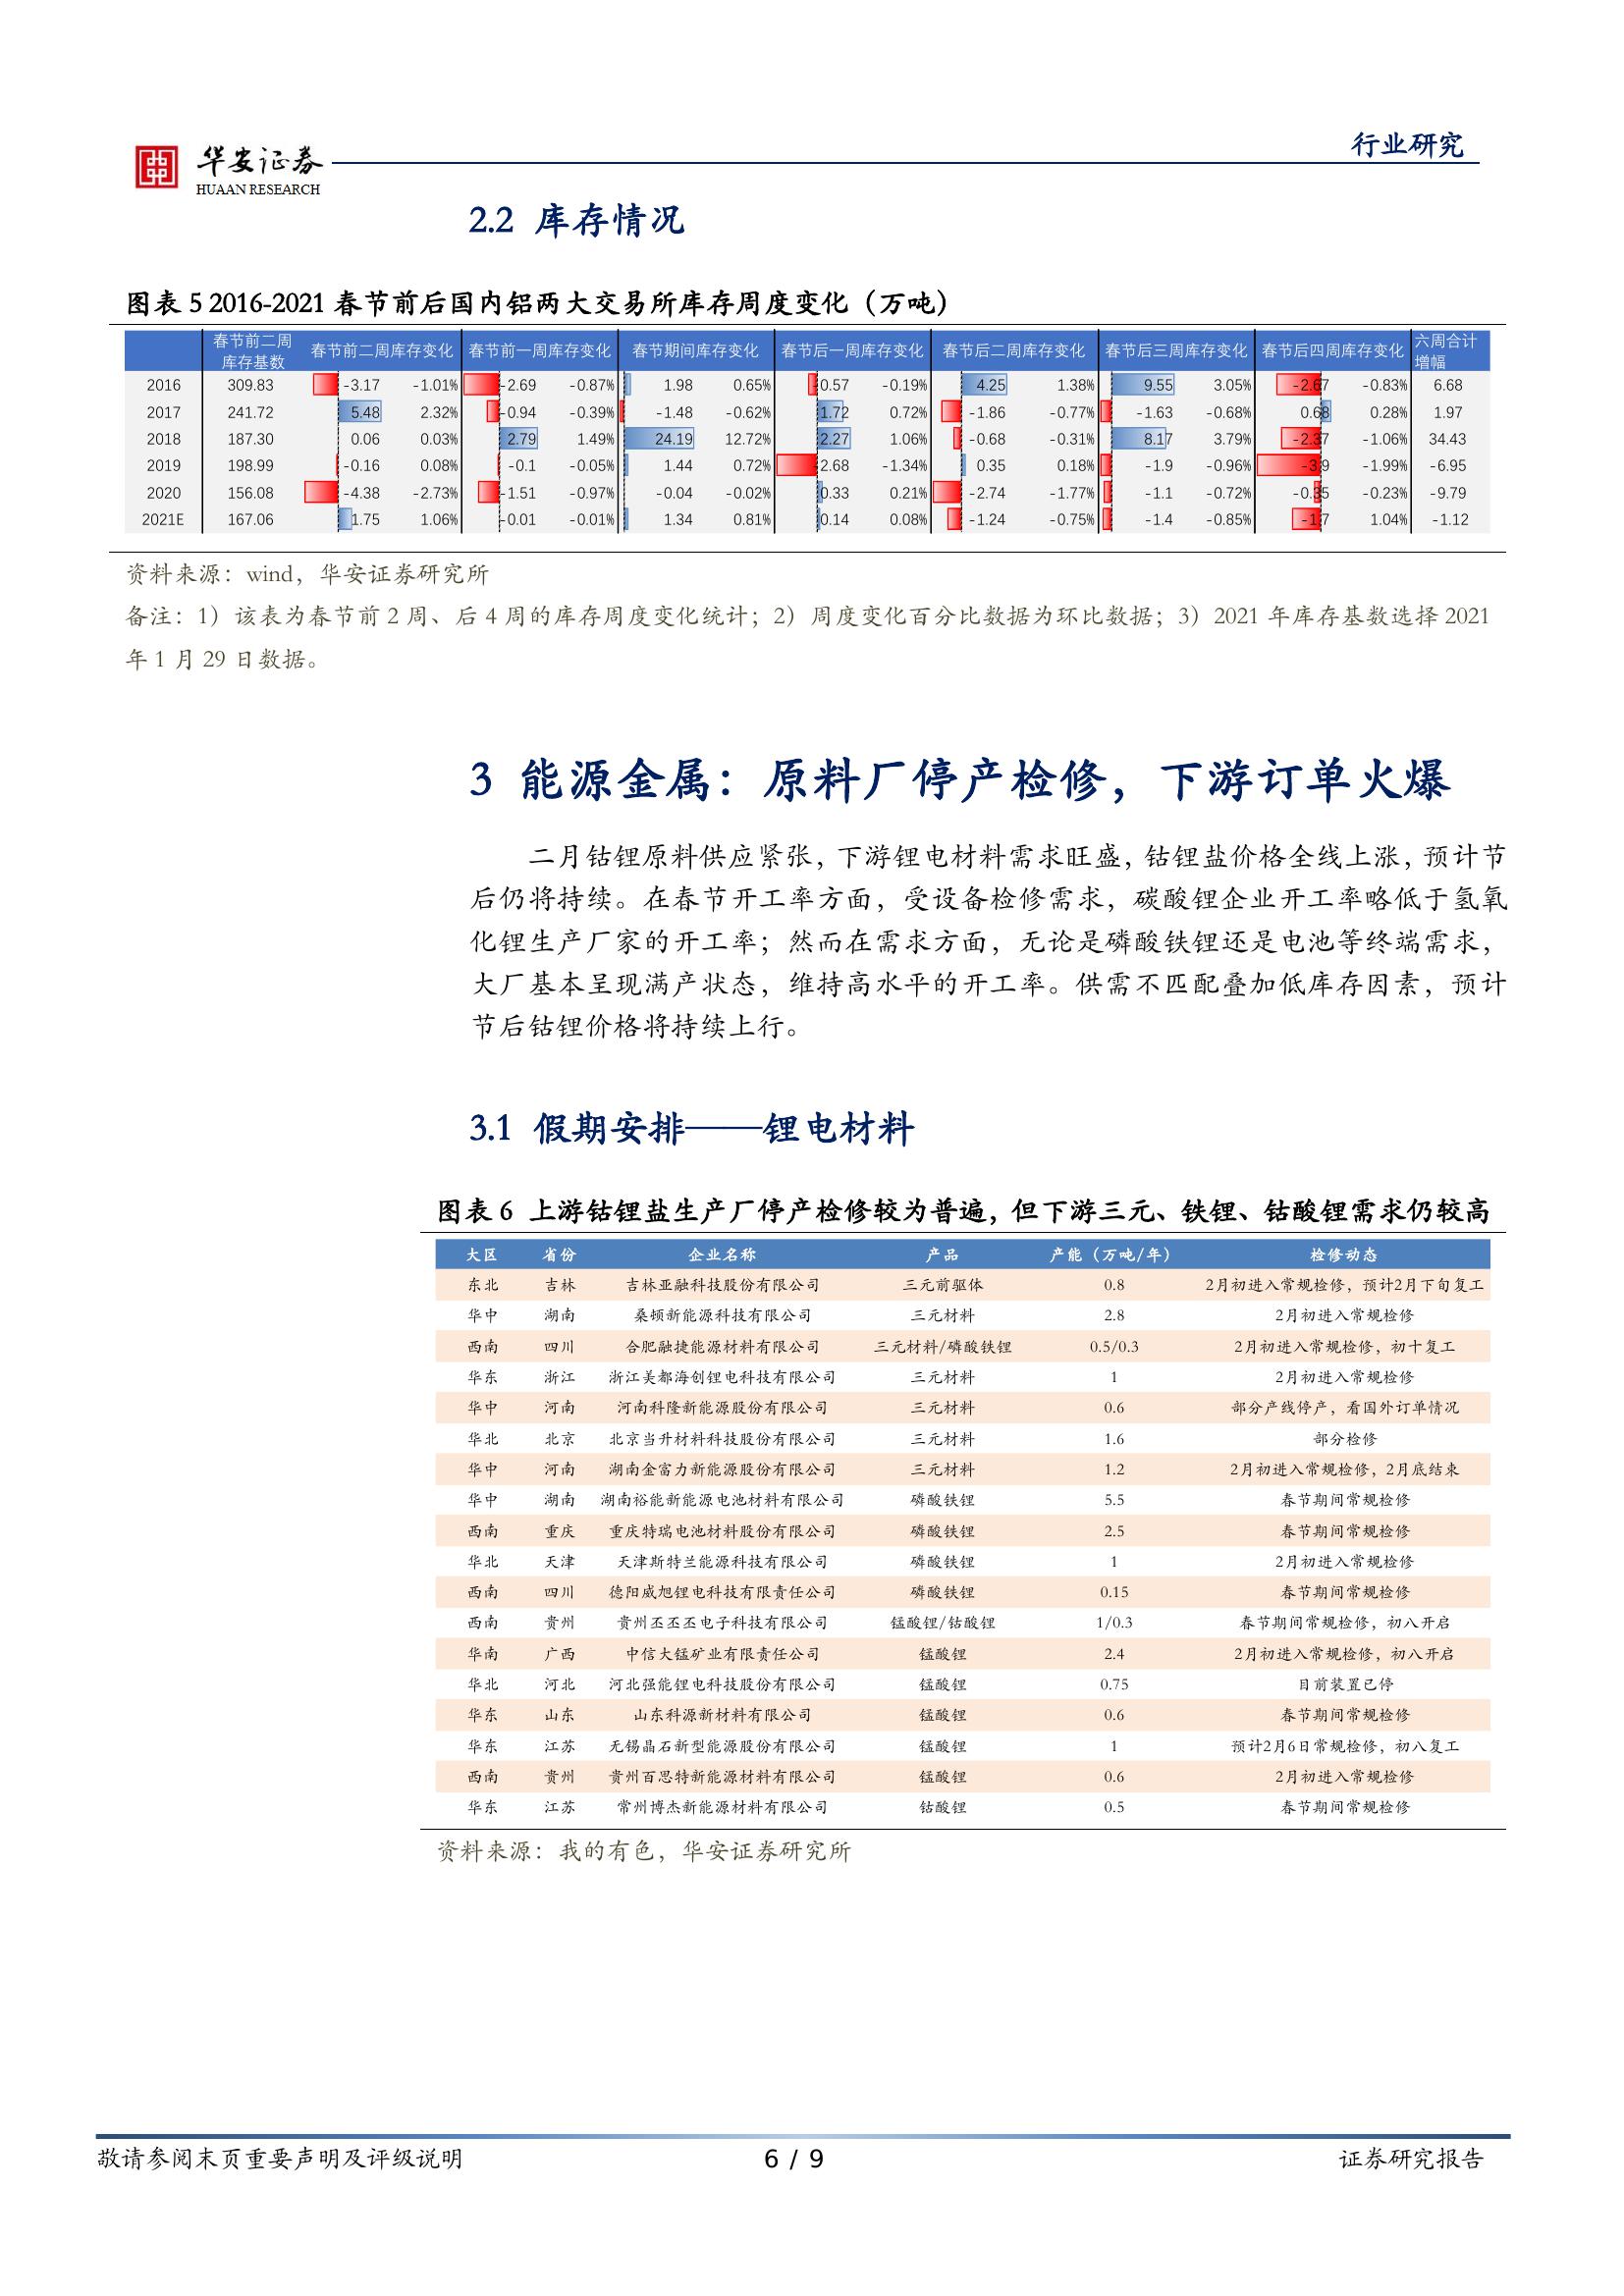 华安证券
HUAAN RESEARCH
行业研究
2.2 库存情况
图表 5 2016-2021 春节前后国内铝两大交易所库存周度变化（万吨）
春节前二周库存基数 春节前二周库存变化 春节前一周库存变化 春节期间库存变化 春节后一周库存变化 春节后二周库存变化 春节后三周库存变化 春节后四周库存变化 六周合计增幅
2016 309.83 -3.17 -1.01% -2.69 -0.87% 1.98 0.65% -0.57 -0.19% 4.25 1.38% 9.55 3.05% -2.67 -0.83% 6.68
2017 241.72 5.48 2.32% -0.94 -0.39% -1.48 -0.62% 1.72 0.72% -1.86 -0.77% -1.63 -0.68% 0.68 0.28% 1.97
2018 187.30 0.06 0.03% 2.79 1.49% 24.19 12.72% 2.27 1.06% -0.68 -0.31% 8.17 3.79% -2.37 -1.06% 34.43
2019 198.99 -0.16 0.08% -0.1 -0.05% 1.44 0.72% -2.68 -1.34% 0.35 0.18% -1.9 -0.96% -3.9 -1.99% -6.95
2020 156.08 -4.38 -2.73% -1.51 -0.97% -0.04 -0.02% 0.33 0.21% -2.74 -1.77% -1.1 -0.72% -0.35 -0.23% -9.79
2021E 167.06 1.75 1.06% -0.01 -0.01% 1.34 0.81% 0.14 0.08% -1.24 -0.75% -1.4 -0.85% -1.7 1.04% -1.12
资料来源：wind，华安证券研究所
备注：1）该表为春节前 2 周、后 4 周的库存周度变化统计；2）周度变化百分比数据为环比数据；3）2021 年库存基数选择 2021
年 1 月 29 日数据。
3 能源金属：原料厂停产检修，下游订单火爆
二月钴锂原料供应紧张，下游锂电材料需求旺盛，钴锂盐价格全线上涨，预计节
后仍将持续。在春节开工率方面，受设备检修需求，碳酸锂企业开工率略低于氢氧
化锂生产厂家的开工率；然而在需求方面，无论是磷酸铁锂还是电池等终端需求，
大厂基本呈现满产状态，维持高水平的开工率。供需不匹配叠加低库存因素，预计
节后钴锂价格将持续上行。
3.1 假期安排——锂电材料
图表 6 上游钴锂盐生产厂停产检修较为普遍，但下游三元、铁锂、钴酸锂需求仍较高
大区 省份 企业名称 产品 产能（万吨/年） 检修动态
东北 吉林 吉林亚融科技股份有限公司 三元前驱体 0.8 2月初进入常规检修，预计2月下旬复工
华中 湖南 桑顿新能源科技有限公司 三元材料 2.8 2月初进入常规检修
西南 四川 合肥融捷能源材料有限公司 三元材料/磷酸铁锂 0.5/0.3 2月初进入常规检修，初十复工
华东 浙江 浙江美都海创锂电科技有限公司 三元材料 1 2月初进入常规检修
华中 河南 河南科隆新能源股份有限公司 三元材料 0.6 部分产线停产，看国外订单情况
华北 北京 北京当升材料科技股份有限公司 三元材料 1.6 部分检修
华中 河南 湖南金富力新能源股份有限公司 三元材料 1.2 2月初进入常规检修，2月底结束
华中 湖南 湖南裕能新能源电池材料有限公司 磷酸铁锂 5.5 春节期间常规检修
西南 重庆 重庆特瑞电池材料股份有限公司 磷酸铁锂 2.5 春节期间常规检修
华北 天津 天津斯特兰能源科技有限公司 磷酸铁锂 1 2月初进入常规检修
西南 四川 德阳威旭锂电科技有限责任公司 磷酸铁锂 0.15 春节期间常规检修
西南 贵州 贵州丕丕丕电子科技有限公司 锰酸锂/钴酸锂 1/0.3 春节期间常规检修，初八开启
华南 广西 中信大锰矿业有限责任公司 锰酸锂 2.4 2月初进入常规检修，初八开启
华北 河北 河北强能锂电科技股份有限公司 锰酸锂 0.75 目前装置已停
华东 山东 山东科源新材料有限公司 锰酸锂 0.6 春节期间常规检修
华东 江苏 无锡晶石新型能源股份有限公司 锰酸锂 1 预计2月6日常规检修，初八复工
西南 贵州 贵州百思特新能源材料有限公司 锰酸锂 0.6 2月初进入常规检修
华东 江苏 常州博杰新能源材料有限公司 钴酸锂 0.5 春节期间常规检修
资料来源：我的有色，华安证券研究所
敬请参阅末页重要声明及评级说明 6 / 9 证券研究报告